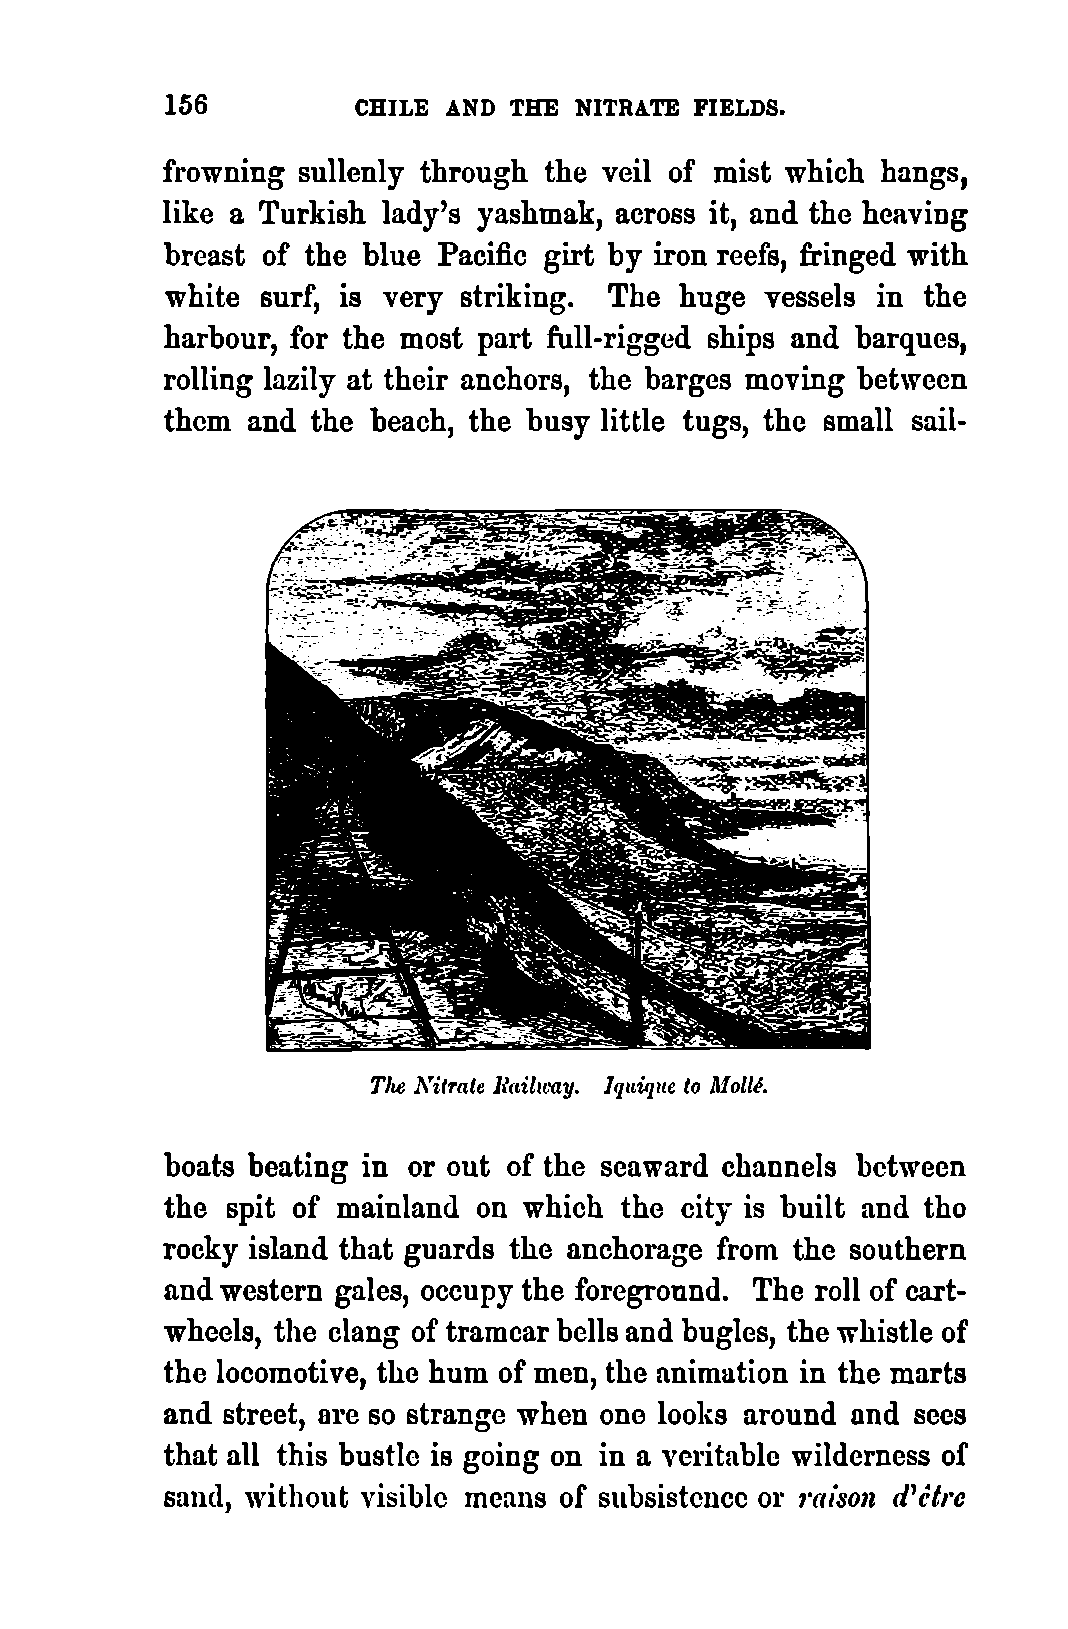 156 CHILE AND THE NITRATE FIELDS.
frowning sullenly through the veil of mist which hangs,
like a Turkish lady's yashmak, across it, and the heaving
breast of the blue Pacific girt by iron reefs, fringed with
white surf, is very striking. The huge vessels in the
harbour, for the most part full-rigged ships and barques,
rolling lazily at their anchors, the barges moving between
them and the beach, the busy little tugs, the small sail-
The Nitrate Railway. Iquique to Mollé.
boats beating in or out of the seaward channels between
the spit of mainland on which the city is built and the
rocky island that guards the anchorage from the southern
and western gales, occupy the foreground. The roll of cart-
wheels, the clang of tramcar bells and bugles, the whistle of
the locomotive, the hum of men, the animation in the marts
and street, are so strange when one looks around and sees
that all this bustle is going on in a veritable wilderness of
sand, without visible means of subsistence or raison d'être